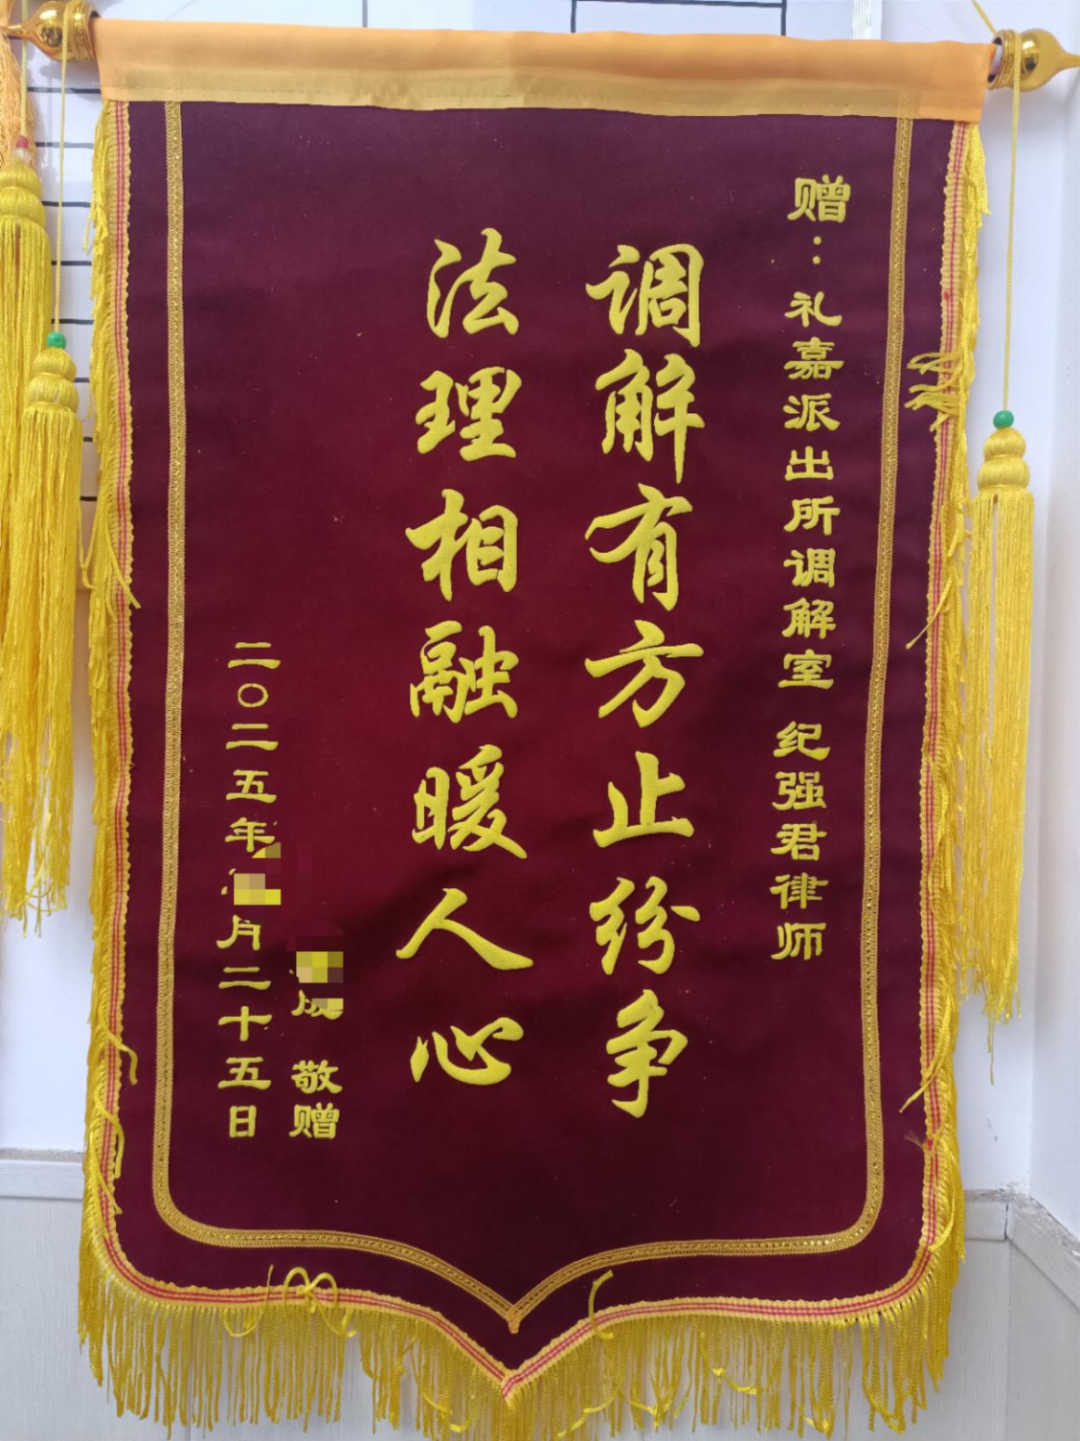 赠：礼嘉派出所调解室 纪强君律师
调解有方止纷争
法理相融暖人心
敬赠
二〇二五年月二十五日